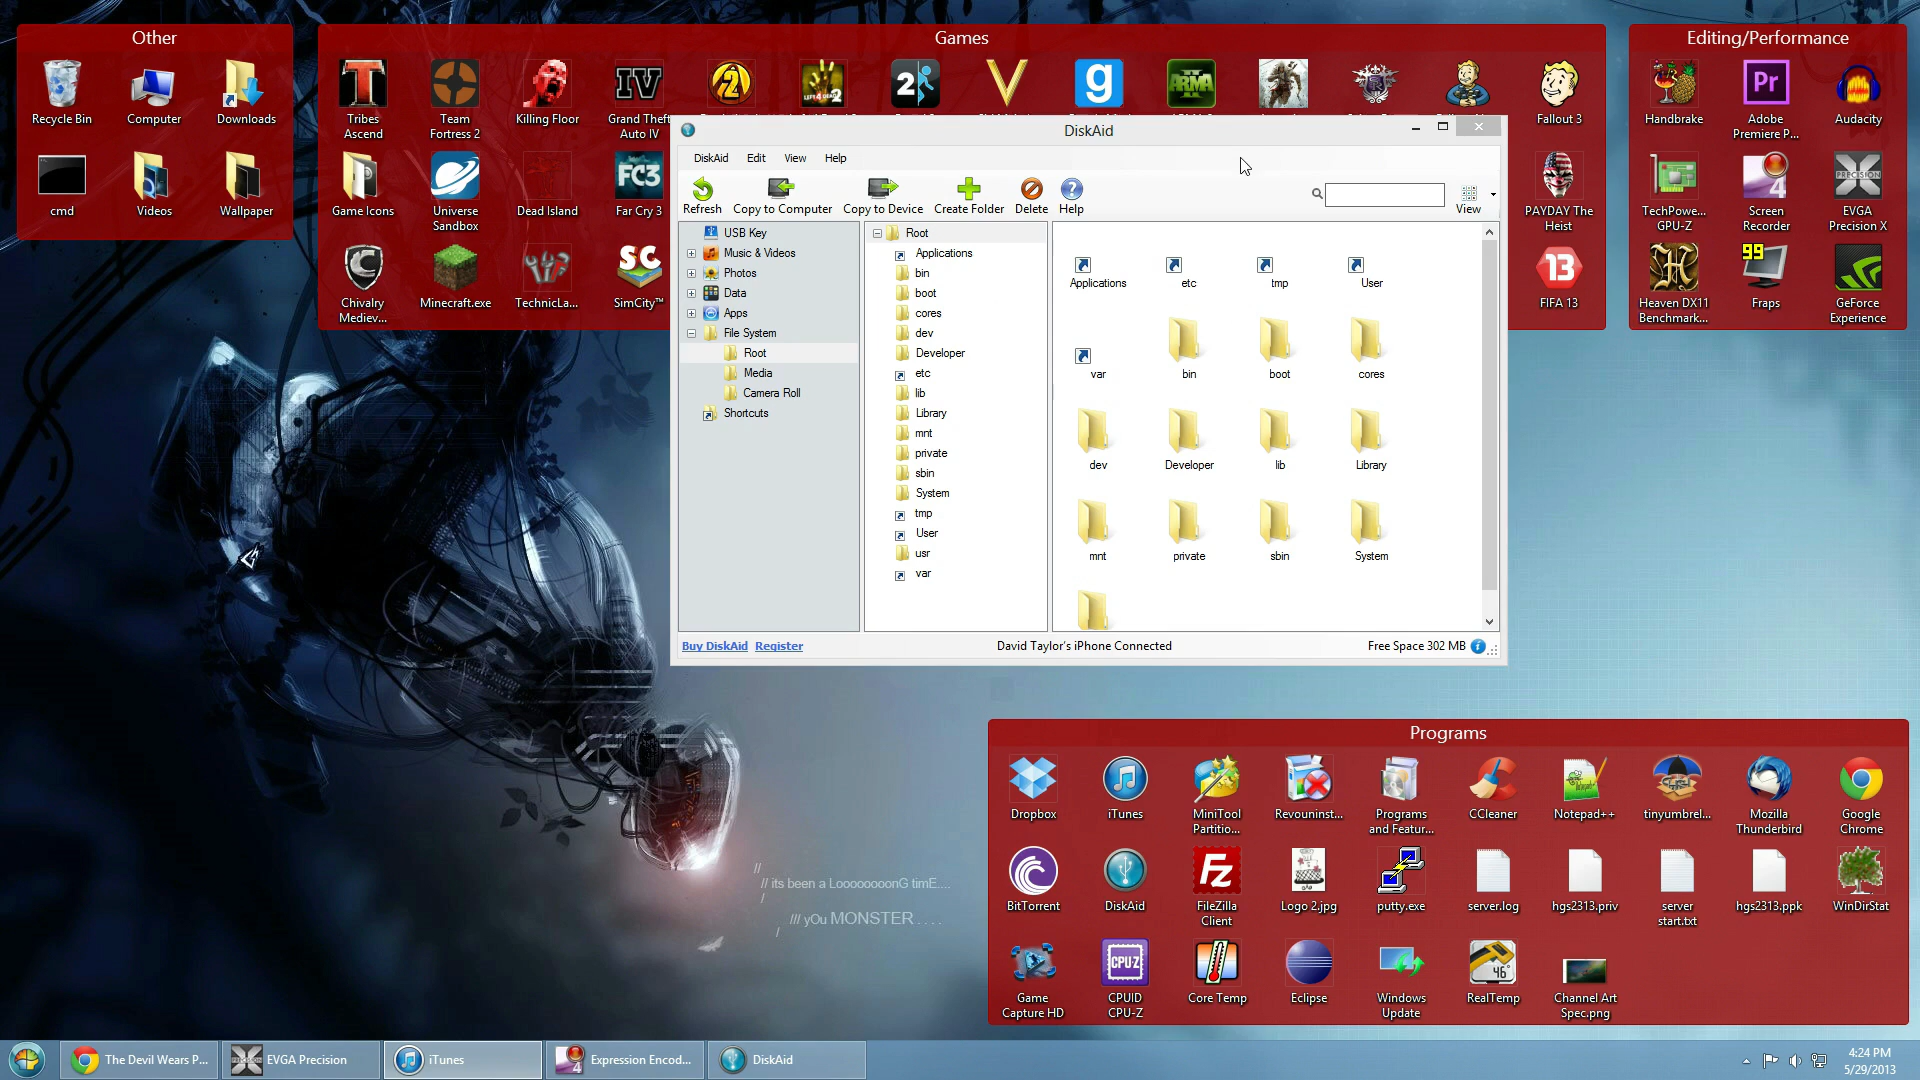 Other
Games
Editing/Performance
Recycle Bin
Computer
Downloads
cmd
Videos
Wallpaper
Tribes Ascend
Team Fortress 2
Killing Floor
Grand Theft Auto IV
Fallout 3
Game Icons
Universe Sandbox
Dead Island
Far Cry 3
PAYDAY The Heist
Chivalry Mediev...
Minecraft.exe
TechnicLa...
SimCity™
FIFA 13
Handbrake
Adobe Premiere P...
Audacity
TechPowe... GPU-Z
Screen Recorder
EVGA Precision X
Heaven DX11 Benchmark...
Fraps
GeForce Experience
DiskAid
DiskAid Edit View Help
Refresh
Copy to Computer
Copy to Device
Create Folder
Delete
Help
View
USB Key
Music & Videos
Photos
Data
Apps
File System
Root
Media
Camera Roll
Shortcuts
Root
Applications
bin
boot
cores
dev
Developer
etc
lib
Library
mnt
private
sbin
System
tmp
User
usr
var
Applications
etc
tmp
User
var
bin
boot
cores
dev
Developer
lib
Library
mnt
private
sbin
System
Buy DiskAid Register
David Taylor's iPhone Connected
Free Space 302 MB
//
// its been a LoooooooonG timE....
/
/// yOu MONSTER . . . .
/
Programs
Dropbox
iTunes
MiniTool Partitio...
Revouninst...
Programs and Featur...
CCleaner
Notepad++
tinyumbrel...
Mozilla Thunderbird
Google Chrome
BitTorrent
DiskAid
FileZilla Client
Logo 2.jpg
putty.exe
server.log
hgs2313.priv
server start.txt
hgs2313.ppk
WinDirStat
Game Capture HD
CPUID CPU-Z
Core Temp
Eclipse
Windows Update
RealTemp
Channel Art Spec.png
The Devil Wears P...
EVGA Precision
iTunes
Expression Encod...
DiskAid
4:24 PM
5/29/2013